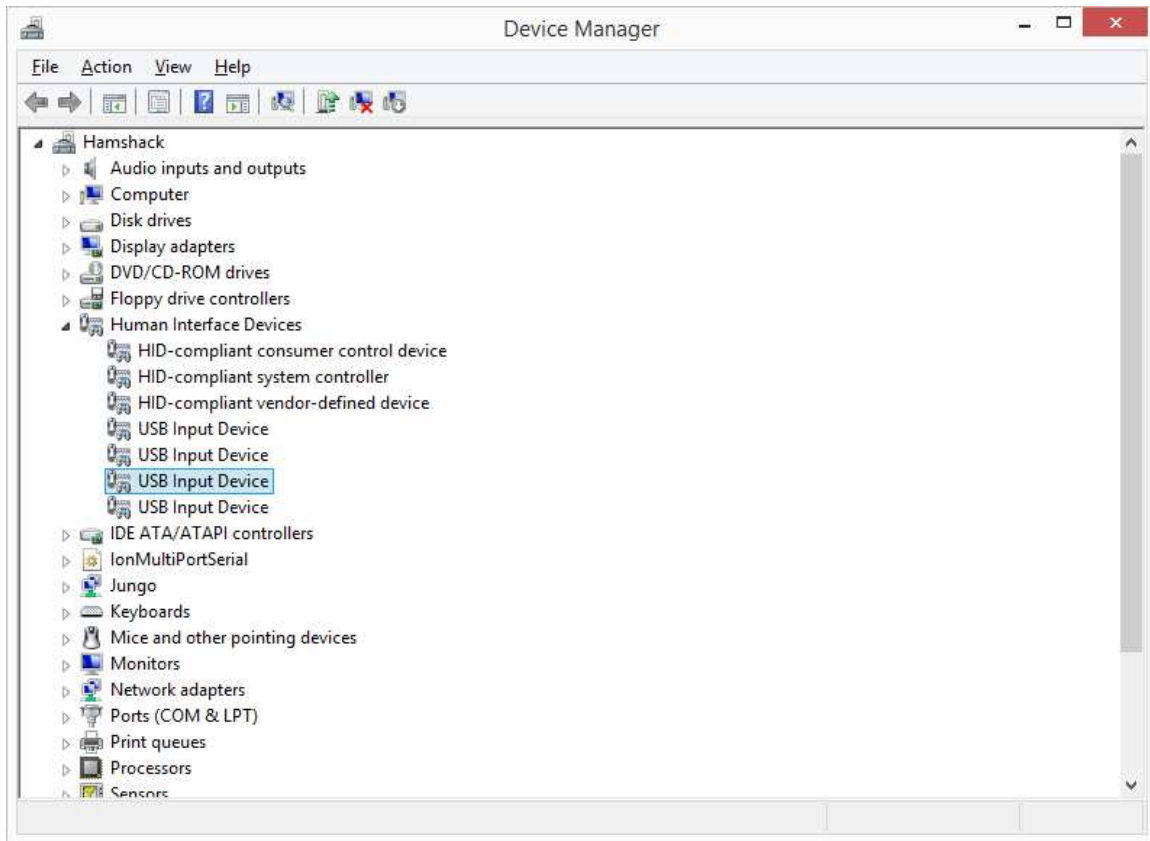 Device Manager
File Action View Help
Hamshack
Audio inputs and outputs
Computer
Disk drives
Display adapters
DVD/CD-ROM drives
Floppy drive controllers
Human Interface Devices
HID-compliant consumer control device
HID-compliant system controller
HID-compliant vendor-defined device
USB Input Device
USB Input Device
USB Input Device
USB Input Device
IDE ATA/ATAPI controllers
IonMultiPortSerial
Jungo
Keyboards
Mice and other pointing devices
Monitors
Network adapters
Ports (COM & LPT)
Print queues
Processors
Sensors